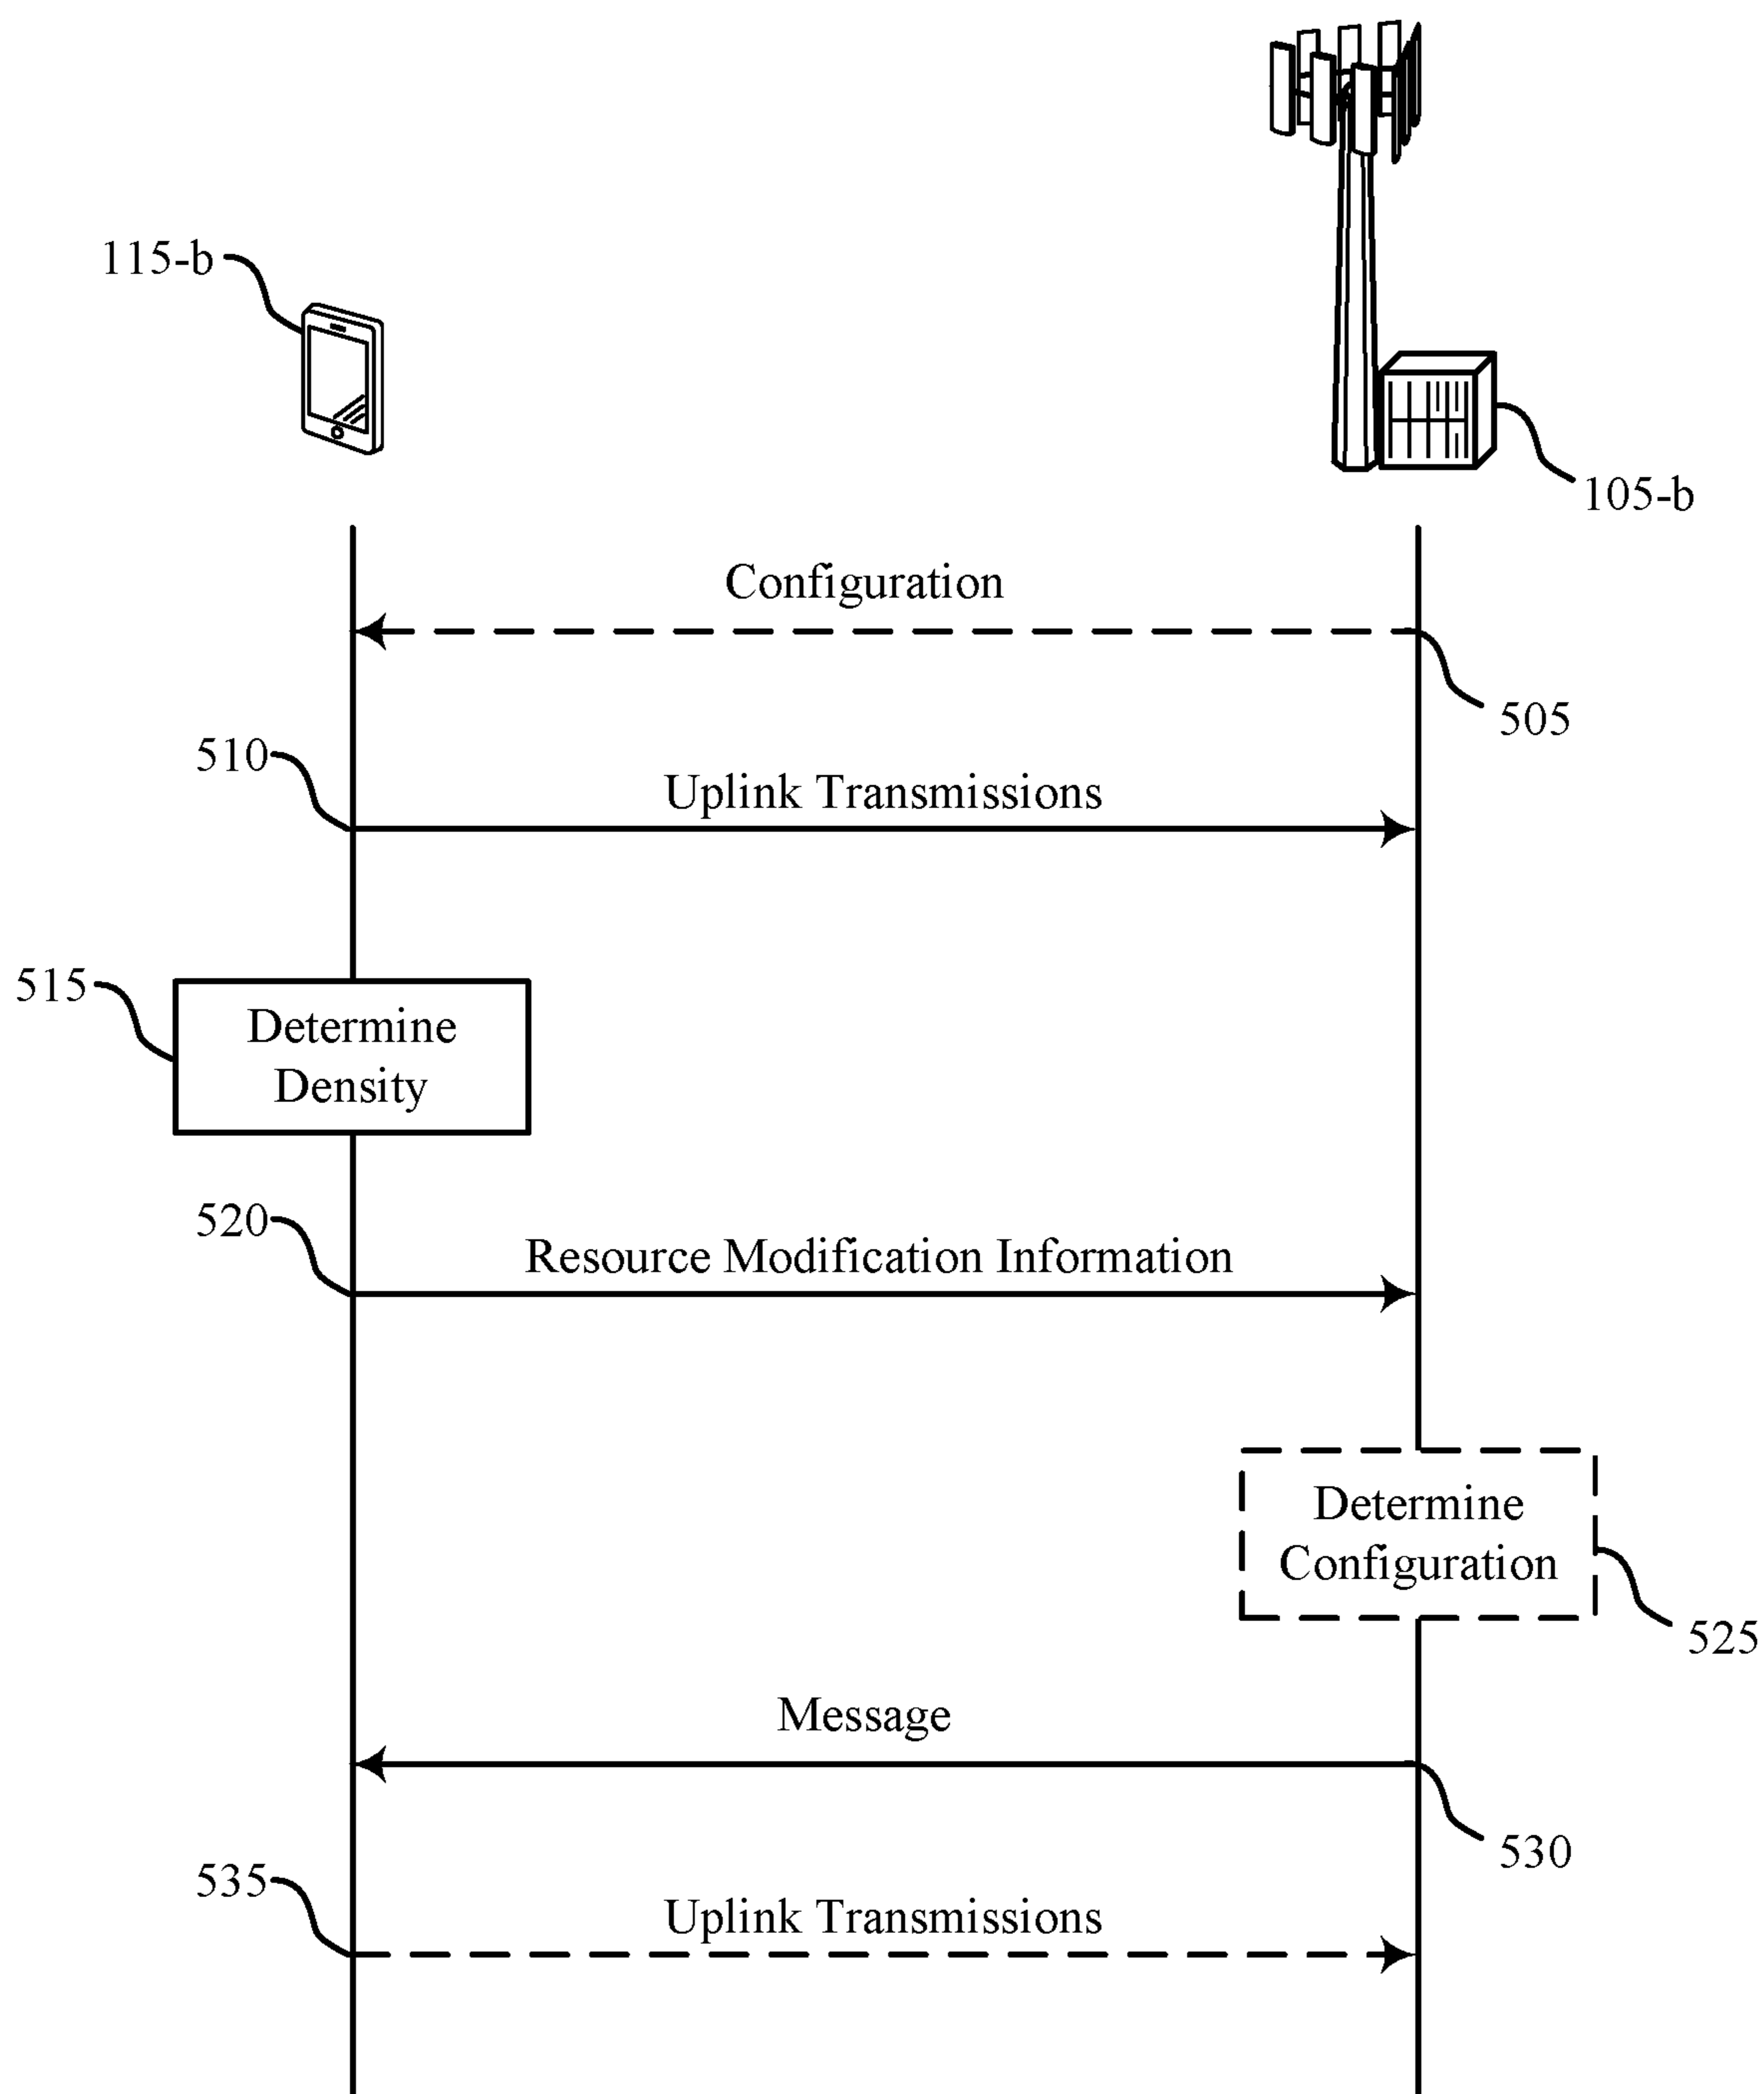 115-b
105-b
Configuration
505
510
Uplink Transmissions
515
Determine
Density
520
Resource Modification Information
Determine
Configuration
525
Message
530
535
Uplink Transmissions